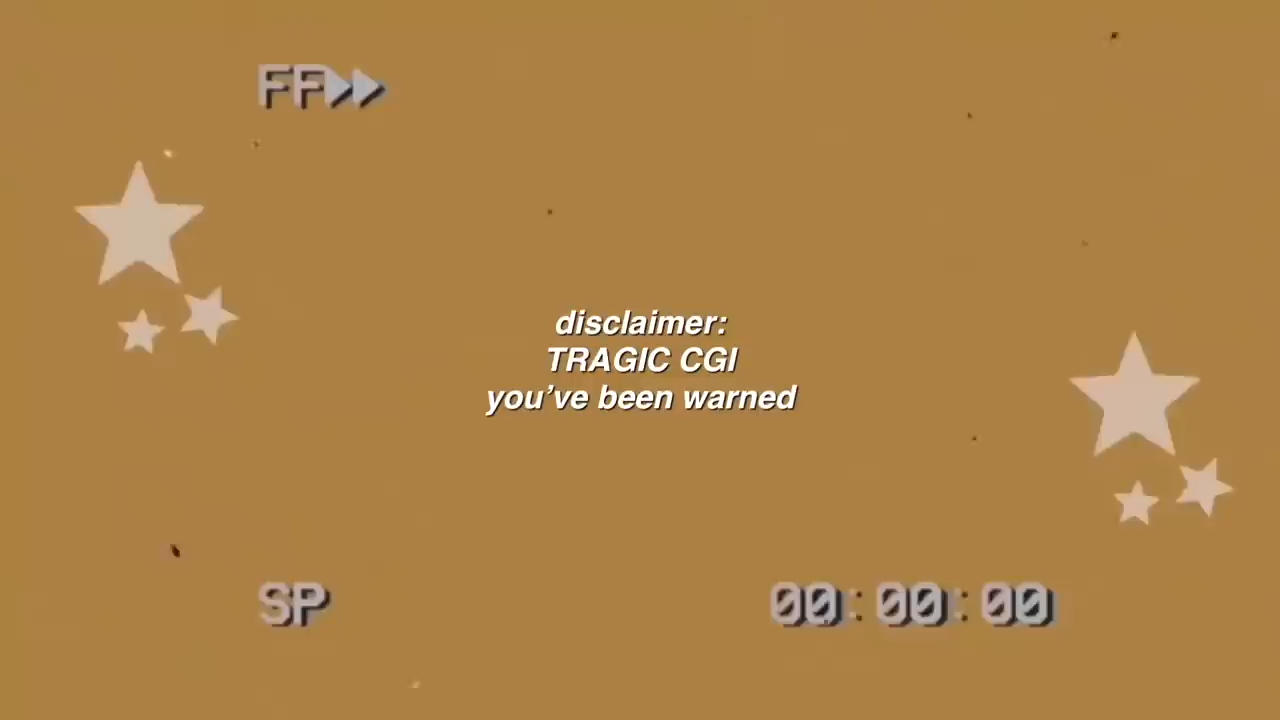 FF
disclaimer:
TRAGIC CGI
you’ve been warned
SP
00:00:00